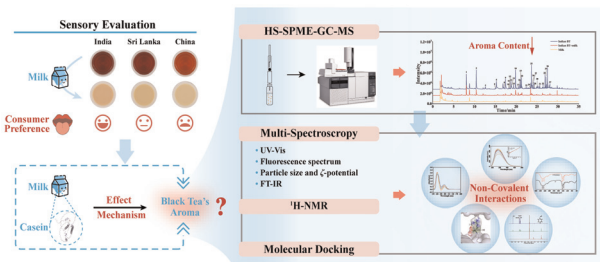 Sensory Evaluation
India Sri Lanka China
Milk
Consumer
Preference
Milk
Casein
Effect
Mechanism
Black Tea's
Aroma
?
HS-SPME-GC-MS
Aroma Content
Intensity
Time/min
Multi-Spectroscopy
• UV-Vis
• Fluorescence spectrum
• Particle size and ζ-potential
• FT-IR
¹H-NMR
Molecular Docking
Non-Covalent
Interactions